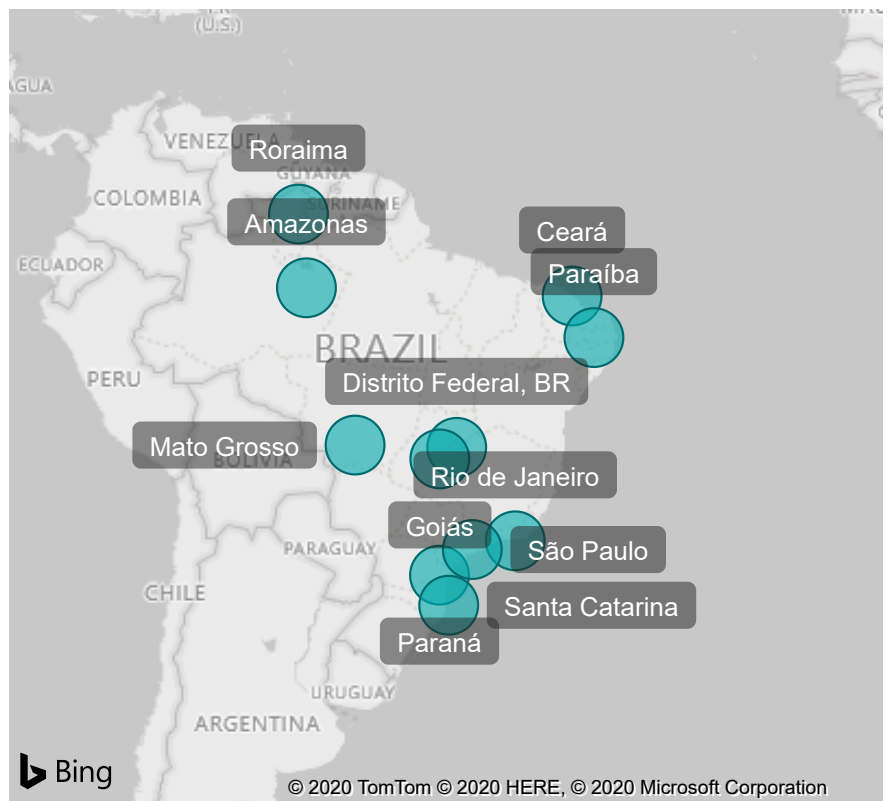 (U.S.)
AGUA
VENEZUELA
Roraima
GUYANA
COLOMBIA
SURINAME
Amazonas
Ceará
ECUADOR
Paraíba
BRAZIL
PERU
Distrito Federal, BR
Mato Grosso
BOLIVIA
Rio de Janeiro
Goiás
PARAGUAY
São Paulo
CHILE
Santa Catarina
Paraná
URUGUAY
ARGENTINA
Bing
© 2020 TomTom © 2020 HERE, © 2020 Microsoft Corporation